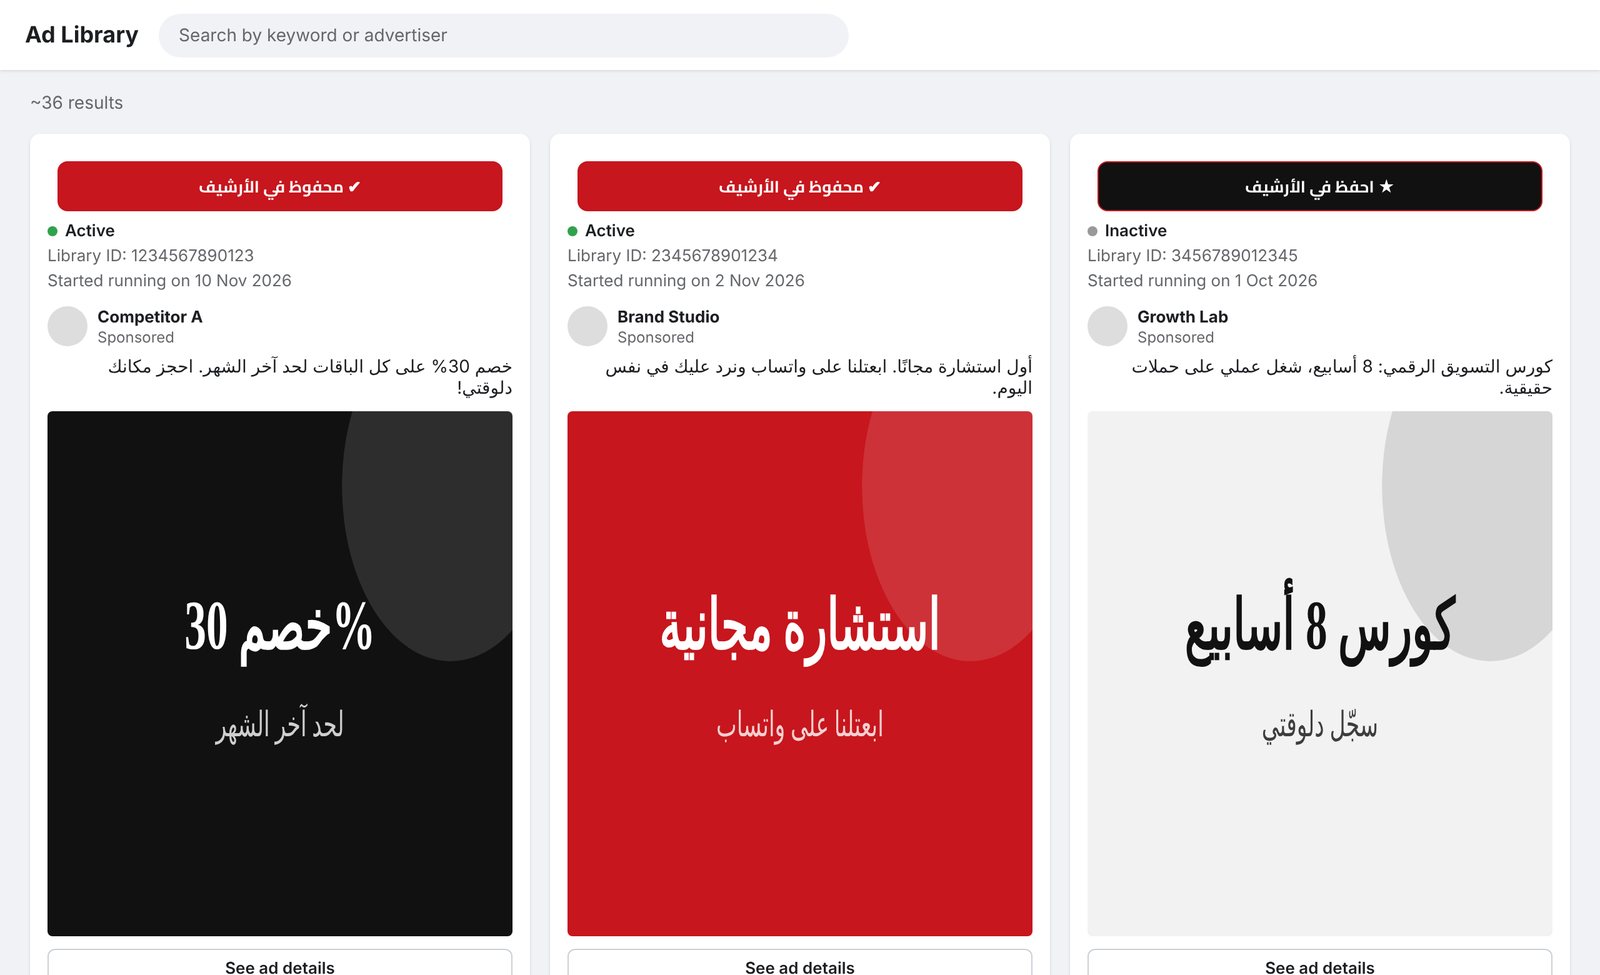 Ad Library
Search by keyword or advertiser
~36 results
✔ محفوظ في الأرشيف
Active
Library ID: 1234567890123
Started running on 10 Nov 2026
Competitor A
Sponsored
خصم 30% على كل الباقات لحد آخر الشهر. احجز مكانك
دلوقتي!
%خصم 30
لحد آخر الشهر
See ad details
✔ محفوظ في الأرشيف
Active
Library ID: 2345678901234
Started running on 2 Nov 2026
Brand Studio
Sponsored
أول استشارة مجانًا. ابعتلنا على واتساب ونرد عليك في نفس
اليوم.
استشارة مجانية
ابعتلنا على واتساب
See ad details
★ احفظ في الأرشيف
Inactive
Library ID: 3456789012345
Started running on 1 Oct 2026
Growth Lab
Sponsored
كورس التسويق الرقمي: 8 أسابيع، شغل عملي على حملات
حقيقية.
كورس 8 أسابيع
سجّل دلوقتي
See ad details